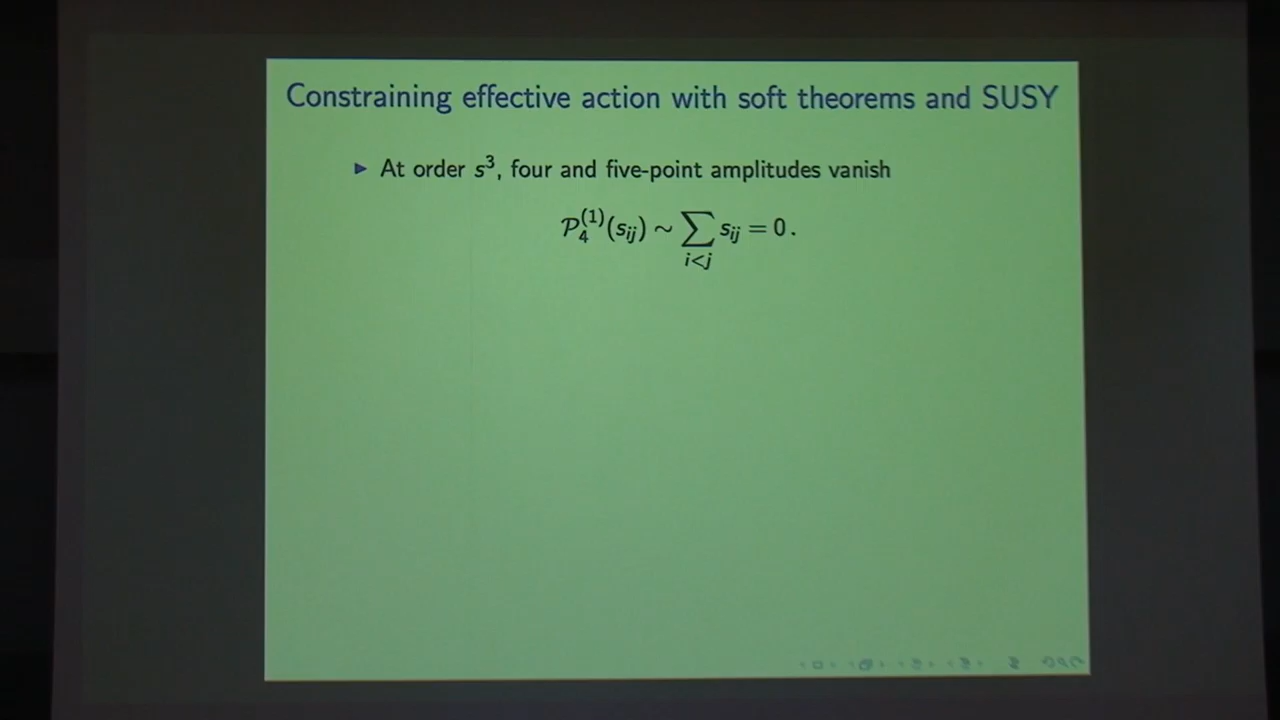 Constraining effective action with soft theorems and SUSY
▶ At order s³, four and five-point amplitudes vanish
𝒫₄⁽¹⁾(sᵢⱼ) ∼ ∑ sᵢⱼ = 0 .
i<j